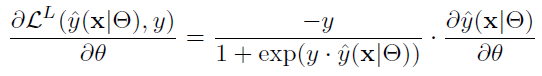 ∂𝓛^L(ŷ(𝐱|Θ), y) / ∂θ = −y / (1 + exp(y · ŷ(𝐱|Θ))) · ∂ŷ(𝐱|Θ) / ∂θ